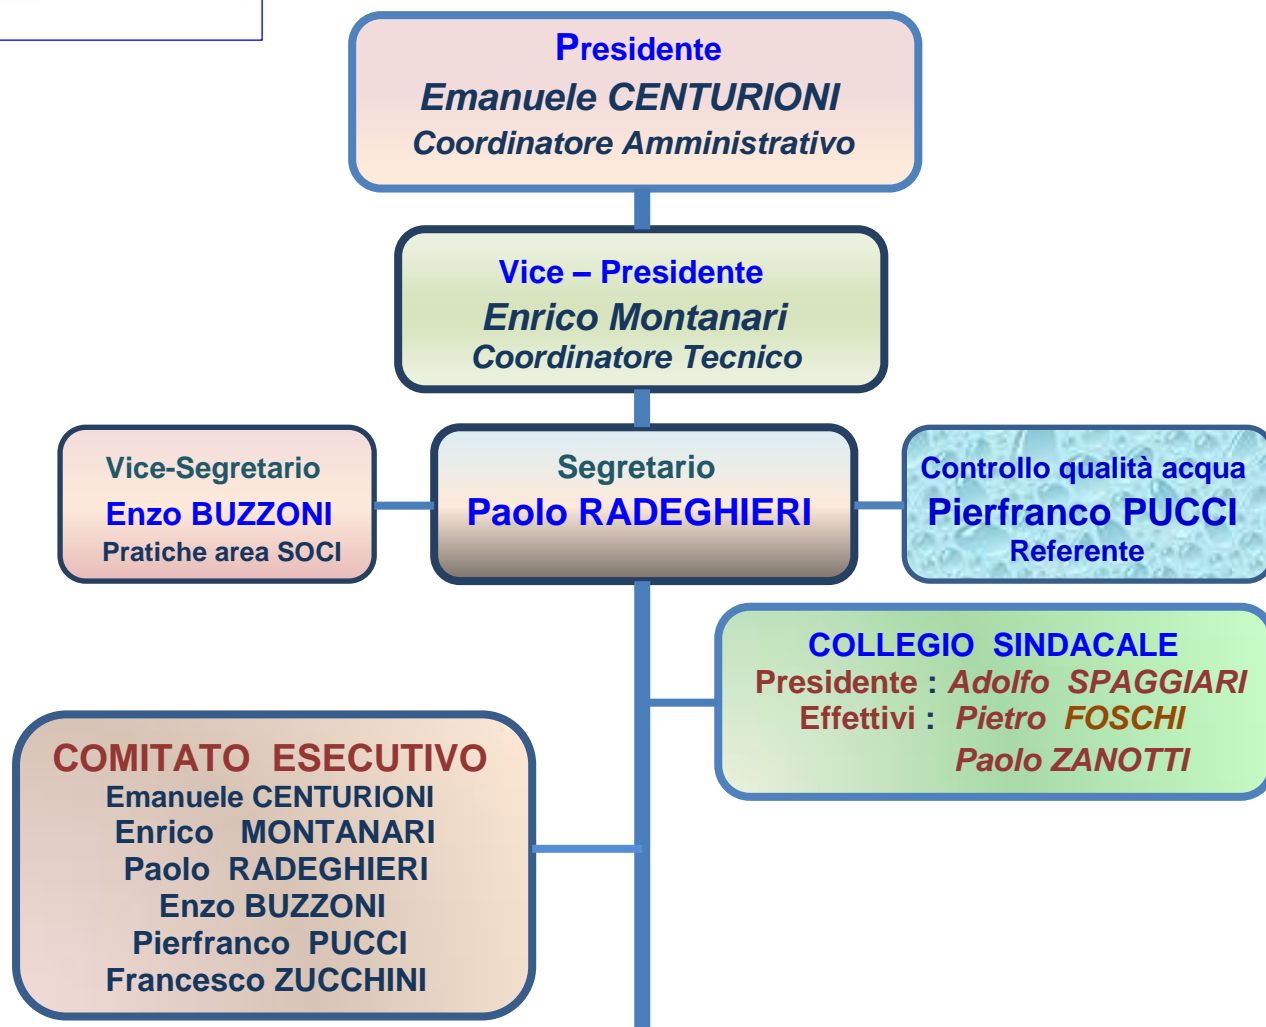 Presidente
Emanuele CENTURIONI
Coordinatore Amministrativo
Vice – Presidente
Enrico Montanari
Coordinatore Tecnico
Vice-Segretario
Enzo BUZZONI
Pratiche area SOCI
Segretario
Paolo RADEGHIERI
Controllo qualità acqua
Pierfranco PUCCI
Referente
COLLEGIO SINDACALE
Presidente : Adolfo SPAGGIARI
Effettivi : Pietro FOSCHI
Paolo ZANOTTI
COMITATO ESECUTIVO
Emanuele CENTURIONI
Enrico MONTANARI
Paolo RADEGHIERI
Enzo BUZZONI
Pierfranco PUCCI
Francesco ZUCCHINI